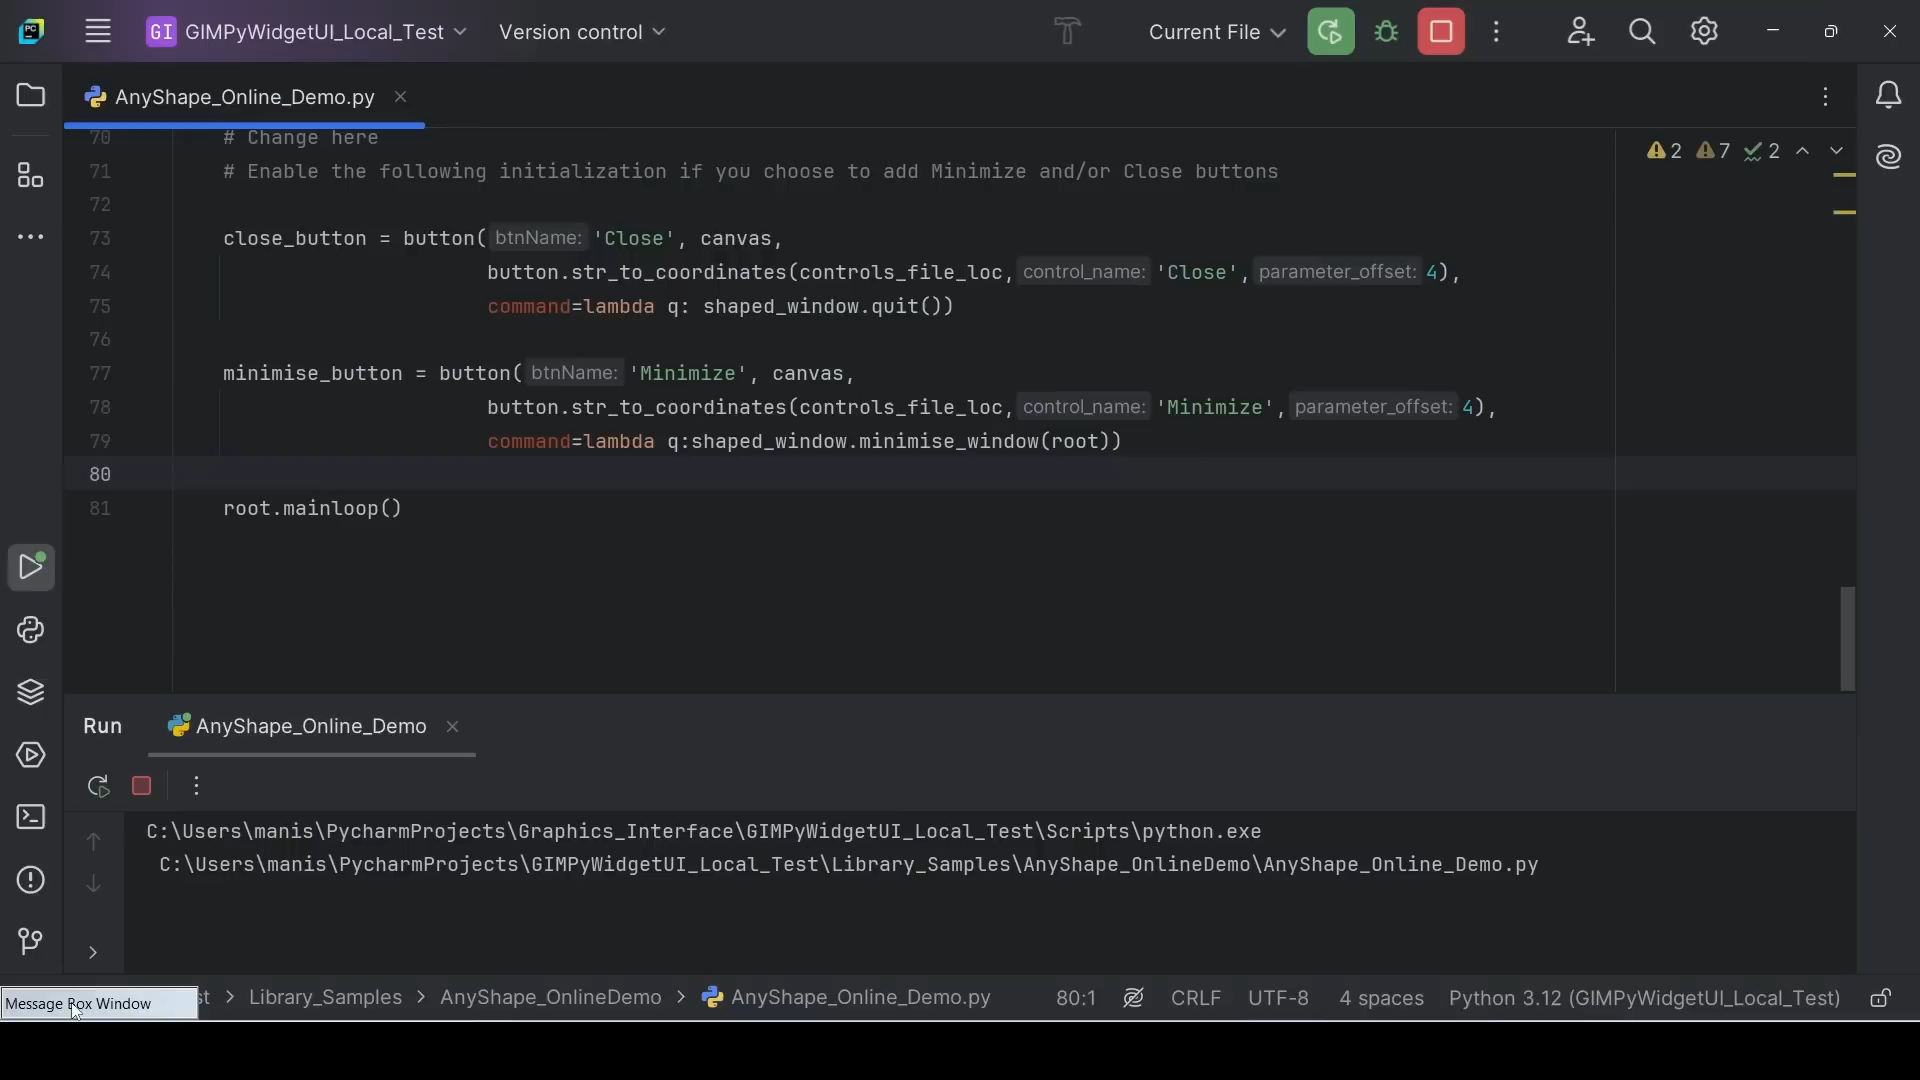 PC
GI GIMPyWidgetUI_Local_Test Version control Current File
AnyShape_Online_Demo.py
70 # Change here
71 # Enable the following initialization if you choose to add Minimize and/or Close buttons
72
73 close_button = button( btnName: 'Close', canvas,
74 button.str_to_coordinates(controls_file_loc, control_name: 'Close', parameter_offset: 4),
75 command=lambda q: shaped_window.quit())
76
77 minimise_button = button( btnName: 'Minimize', canvas,
78 button.str_to_coordinates(controls_file_loc, control_name: 'Minimize', parameter_offset: 4),
79 command=lambda q:shaped_window.minimise_window(root))
80
81 root.mainloop()
2 7 2
Run AnyShape_Online_Demo
C:\Users\manis\PycharmProjects\Graphics_Interface\GIMPyWidgetUI_Local_Test\Scripts\python.exe
C:\Users\manis\PycharmProjects\GIMPyWidgetUI_Local_Test\Library_Samples\AnyShape_OnlineDemo\AnyShape_Online_Demo.py
Message Box Window
st > Library_Samples > AnyShape_OnlineDemo > AnyShape_Online_Demo.py 80:1 CRLF UTF-8 4 spaces Python 3.12 (GIMPyWidgetUI_Local_Test)